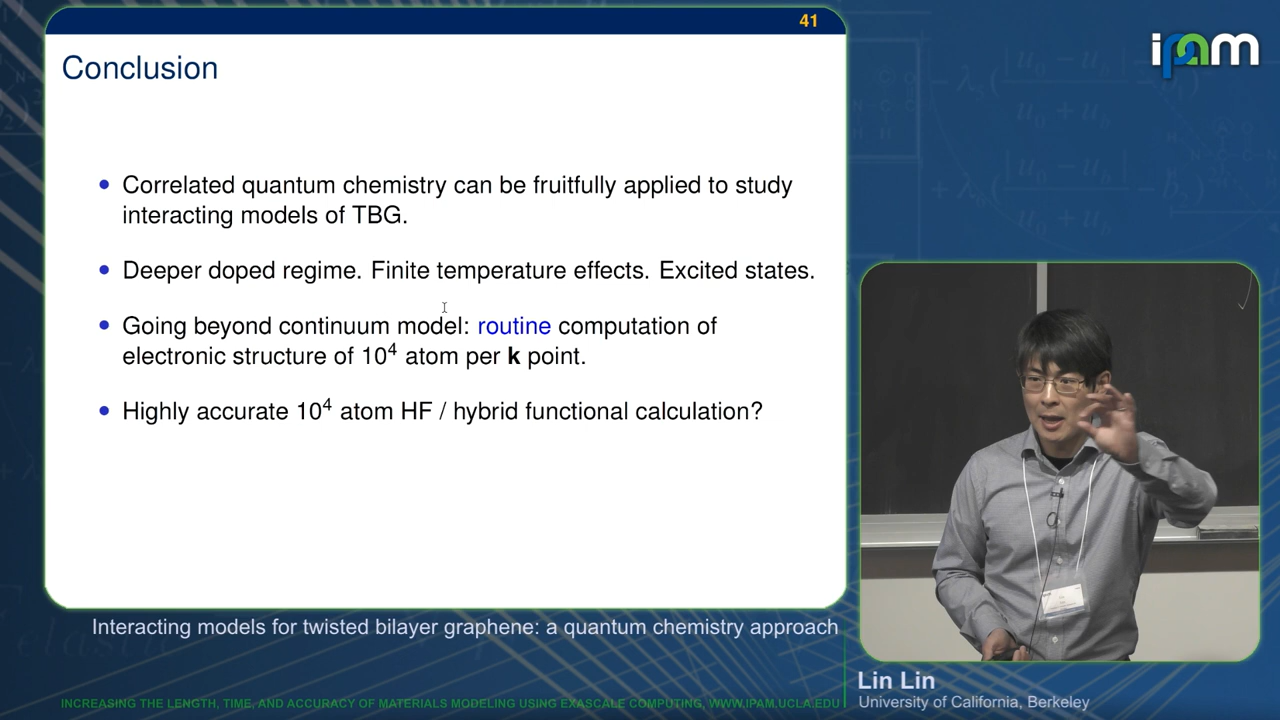 41
ipam
Conclusion
• Correlated quantum chemistry can be fruitfully applied to study
interacting models of TBG.
• Deeper doped regime. Finite temperature effects. Excited states.
• Going beyond continuum model: routine computation of
electronic structure of 10⁴ atom per k point.
• Highly accurate 10⁴ atom HF / hybrid functional calculation?
Interacting models for twisted bilayer graphene: a quantum chemistry approach
Lin Lin
University of California, Berkeley
INCREASING THE LENGTH, TIME, AND ACCURACY OF MATERIALS MODELING USING EXASCALE COMPUTING, WWW.IPAM.UCLA.EDU